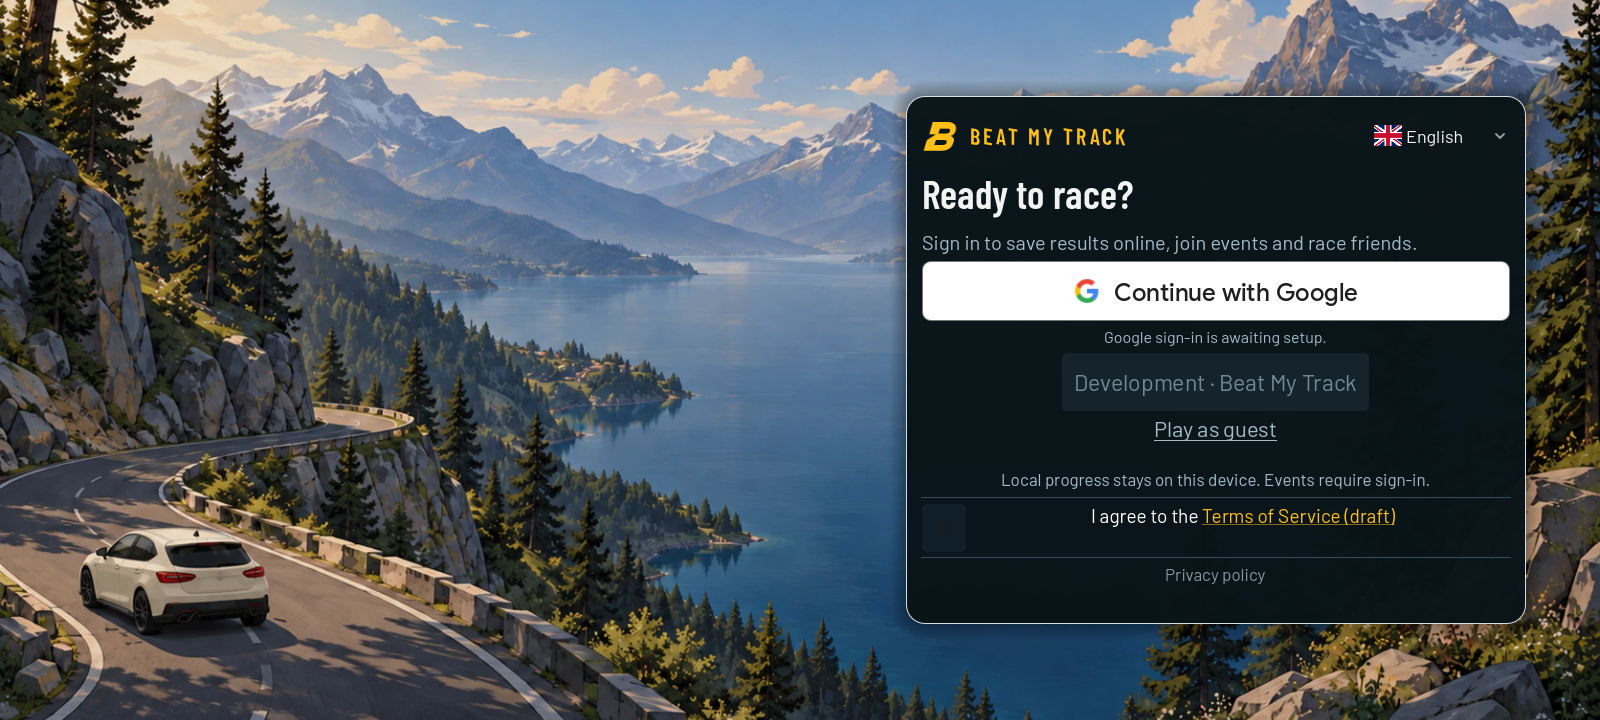 BEAT MY TRACK
English
Ready to race?
Sign in to save results online, join events and race friends.
Continue with Google
Google sign-in is awaiting setup.
Development · Beat My Track
Play as guest
Local progress stays on this device. Events require sign-in.
I agree to the Terms of Service (draft)
Privacy policy